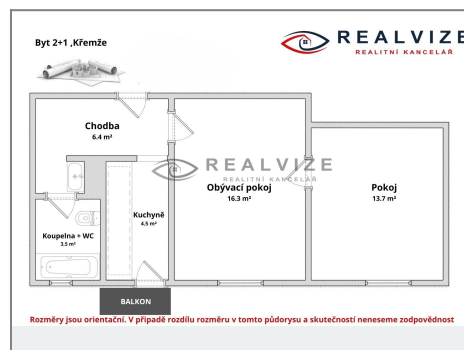 Byt 2+1 ,Křemže
REALVIZE
REALITNÍ KANCELÁŘ
Chodba
6.4 m²
REALVIZE
REALITNÍ KANCELÁŘ
Obývací pokoj
16.3 m²
Pokoj
13.7 m²
Kuchyně
4.5 m²
Koupelna + WC
3,5 m²
BALKON
Rozměry jsou orientační. V případě rozdílu rozměru v tomto půdorysu a skutečností neneseme zodpovědnost